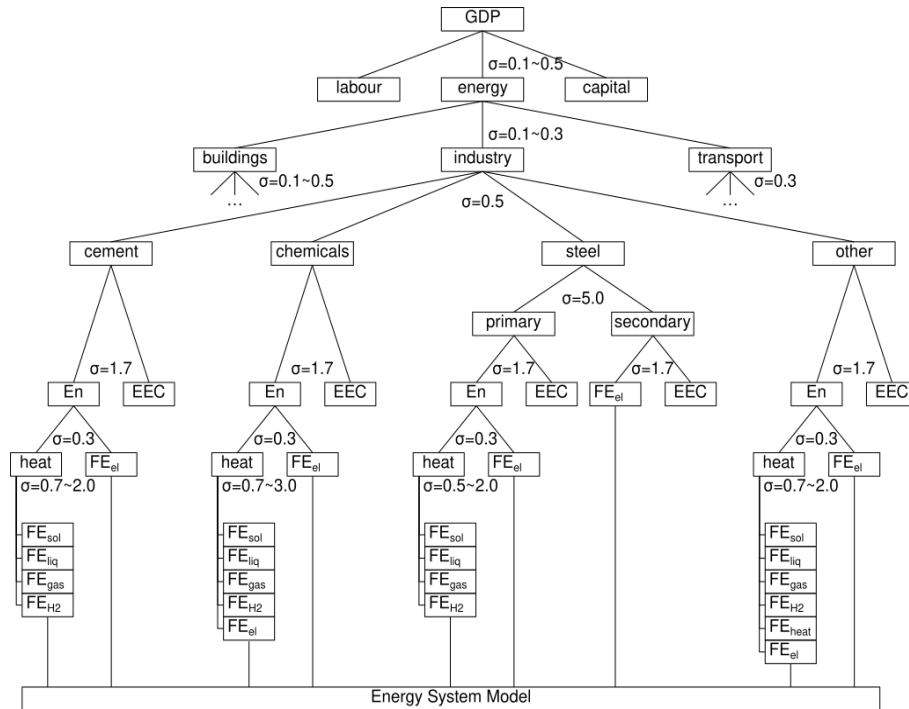 GDP
σ=0.1~0.5
labour energy capital
σ=0.1~0.3
buildings industry transport
σ=0.1~0.5 σ=0.5 σ=0.3
... ...
cement chemicals steel other
σ=5.0
primary secondary
σ=1.7 σ=1.7 σ=1.7 σ=1.7 σ=1.7
En EEC En EEC En EEC FEel EEC En EEC
σ=0.3 σ=0.3 σ=0.3 σ=0.3
heat FEel heat FEel heat FEel heat FEel
σ=0.7~2.0 σ=0.7~3.0 σ=0.5~2.0 σ=0.7~2.0
FEsol FEsol FEsol FEsol
FEliq FEliq FEliq FEliq
FEgas FEgas FEgas FEgas
FEH2 FEH2 FEH2 FEH2
FEel FEheat
FEel
Energy System Model